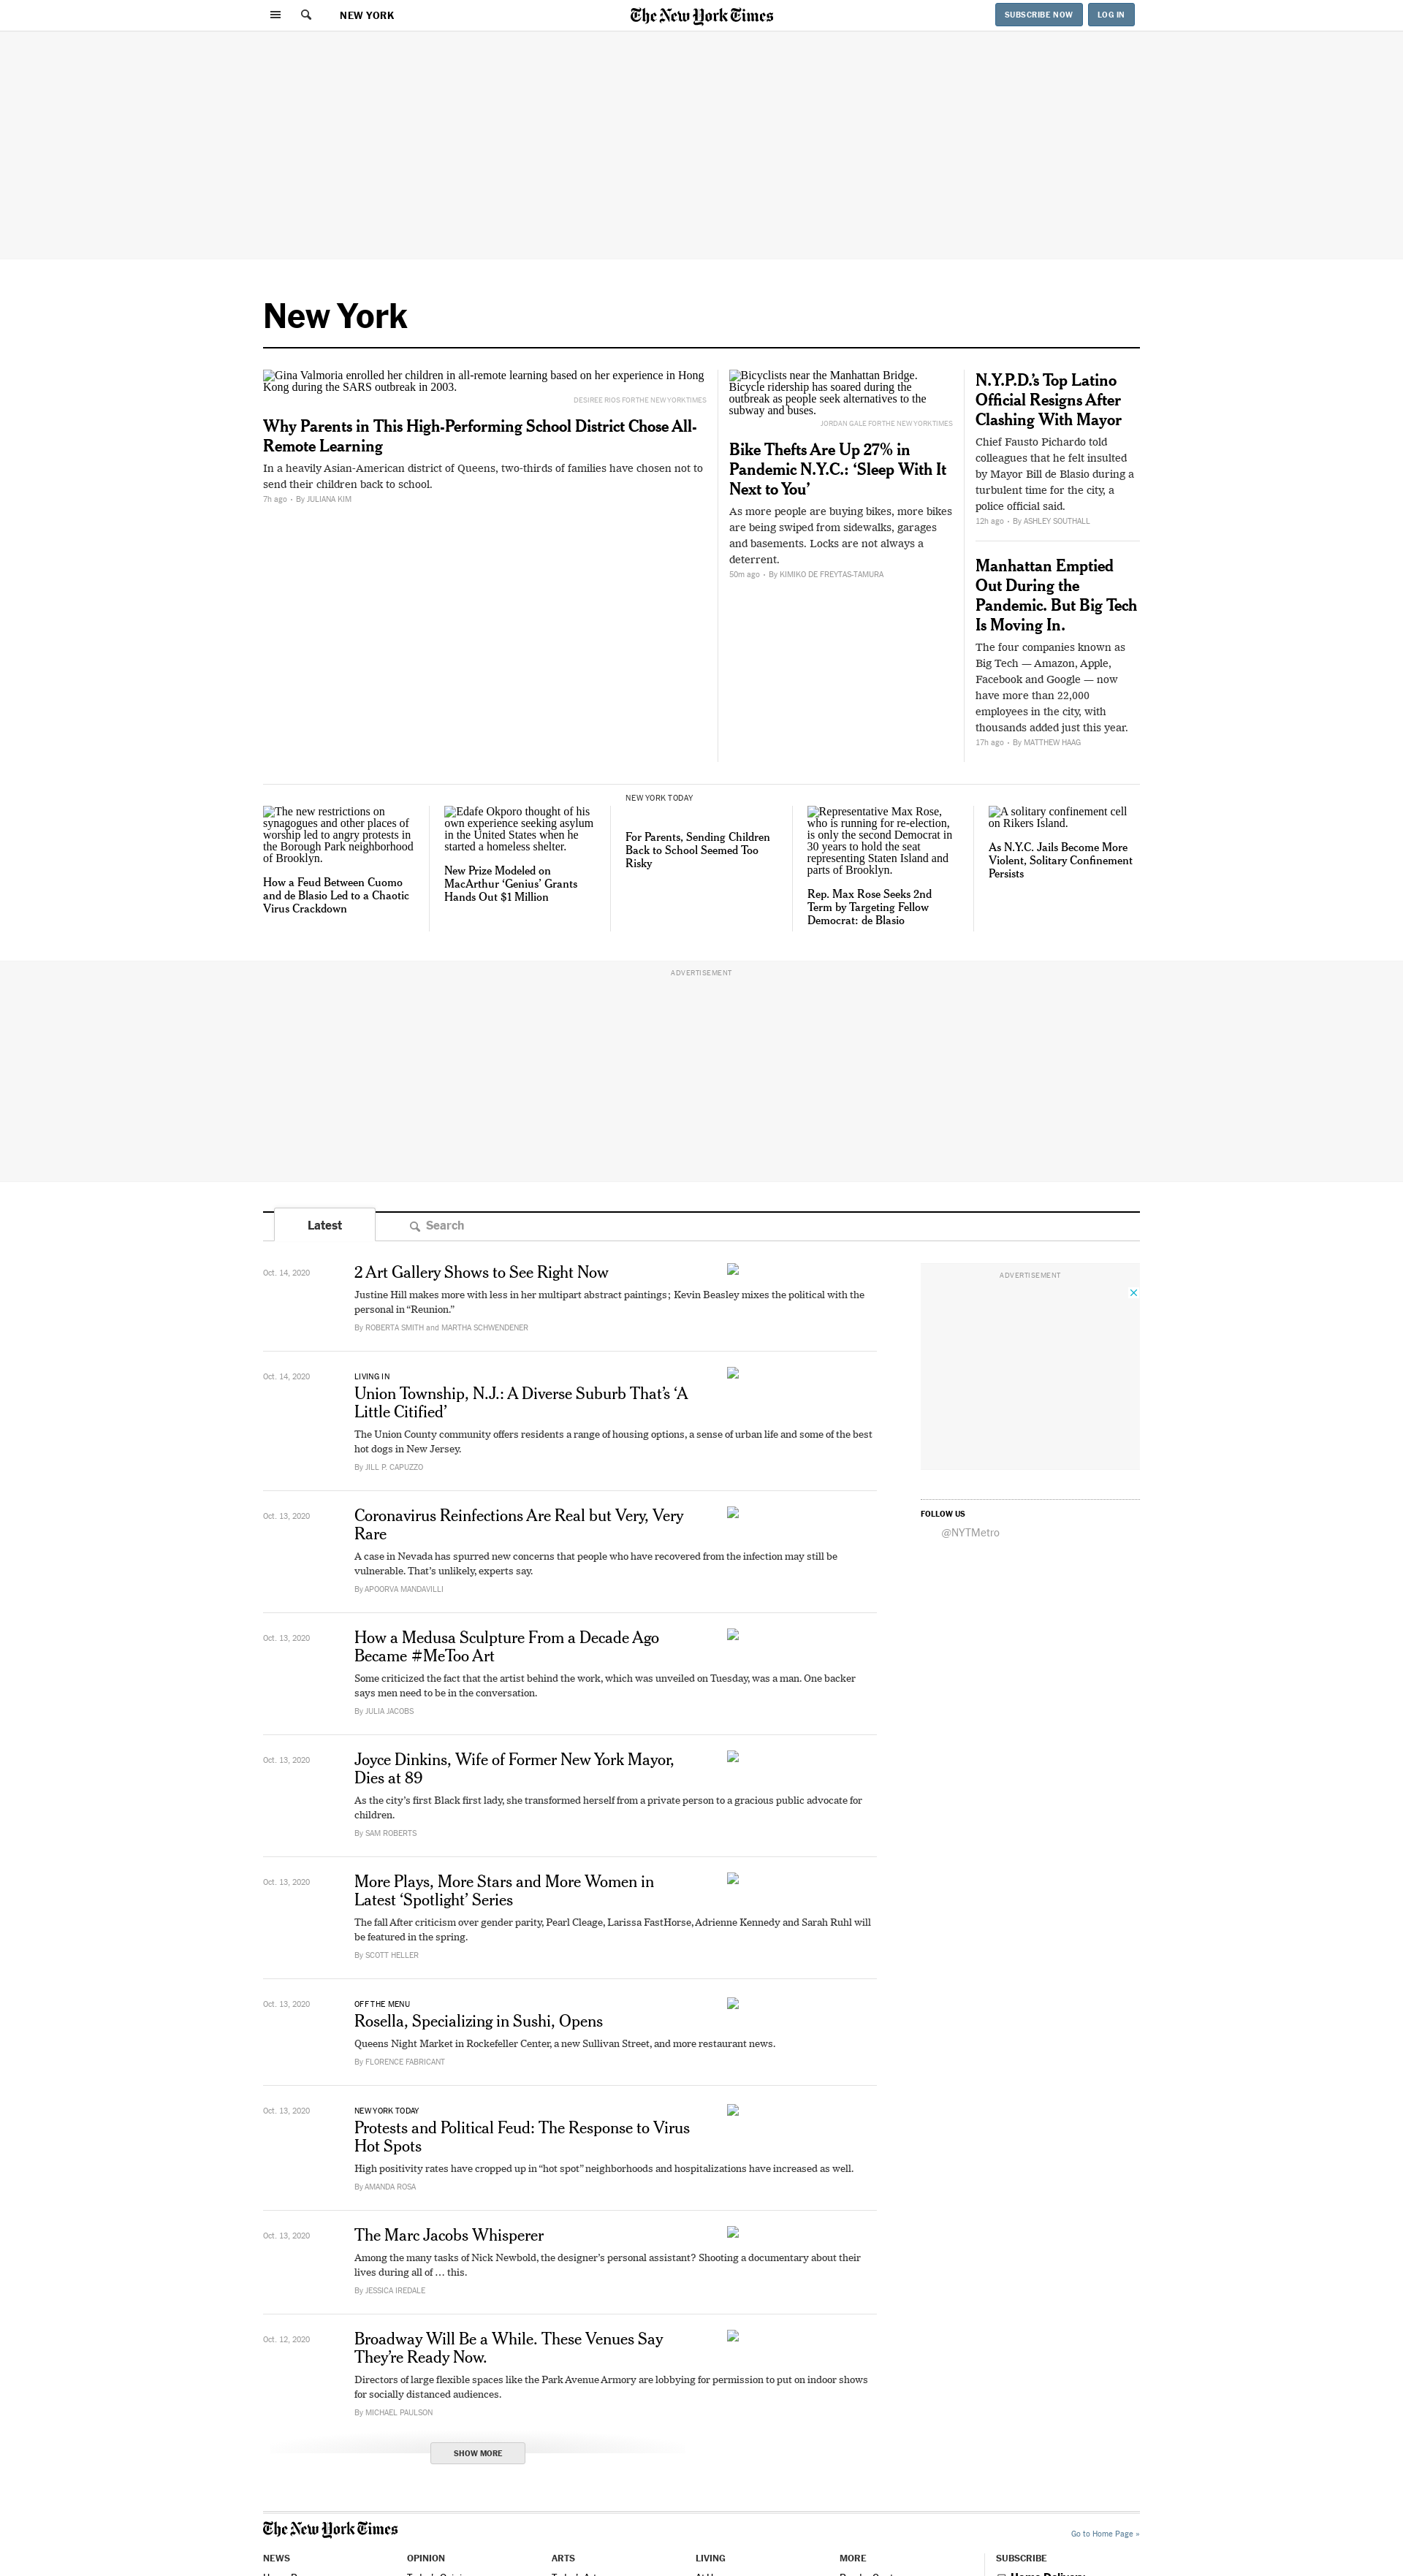 NEW YORK
The New York Times
SUBSCRIBE NOW
LOG IN
New York
Gina Valmoria enrolled her children in all-remote learning based on her experience in Hong
Kong during the SARS outbreak in 2003.
DESIREE RIOS FOR THE NEW YORK TIMES
Why Parents in This High-Performing School District Chose All-
Remote Learning
In a heavily Asian-American district of Queens, two-thirds of families have chosen not to
send their children back to school.
7h ago • By JULIANA KIM
Bicyclists near the Manhattan Bridge.
Bicycle ridership has soared during the
outbreak as people seek alternatives to the
subway and buses.
JORDAN GALE FOR THE NEW YORK TIMES
Bike Thefts Are Up 27% in
Pandemic N.Y.C.: ‘Sleep With It
Next to You’
As more people are buying bikes, more bikes
are being swiped from sidewalks, garages
and basements. Locks are not always a
deterrent.
50m ago • By KIMIKO DE FREYTAS-TAMURA
N.Y.P.D.’s Top Latino
Official Resigns After
Clashing With Mayor
Chief Fausto Pichardo told
colleagues that he felt insulted
by Mayor Bill de Blasio during a
turbulent time for the city, a
police official said.
12h ago • By ASHLEY SOUTHALL
Manhattan Emptied
Out During the
Pandemic. But Big Tech
Is Moving In.
The four companies known as
Big Tech — Amazon, Apple,
Facebook and Google — now
have more than 22,000
employees in the city, with
thousands added just this year.
17h ago • By MATTHEW HAAG
The new restrictions on
synagogues and other places of
worship led to angry protests in
the Borough Park neighborhood
of Brooklyn.
How a Feud Between Cuomo
and de Blasio Led to a Chaotic
Virus Crackdown
Edafe Okporo thought of his
own experience seeking asylum
in the United States when he
started a homeless shelter.
New Prize Modeled on
MacArthur ‘Genius’ Grants
Hands Out $1 Million
NEW YORK TODAY
For Parents, Sending Children
Back to School Seemed Too
Risky
Representative Max Rose,
who is running for re-election,
is only the second Democrat in
30 years to hold the seat
representing Staten Island and
parts of Brooklyn.
Rep. Max Rose Seeks 2nd
Term by Targeting Fellow
Democrat: de Blasio
A solitary confinement cell
on Rikers Island.
As N.Y.C. Jails Become More
Violent, Solitary Confinement
Persists
ADVERTISEMENT
Latest
Search
Oct. 14, 2020
2 Art Gallery Shows to See Right Now
Justine Hill makes more with less in her multipart abstract paintings; Kevin Beasley mixes the political with the
personal in “Reunion.”
By ROBERTA SMITH and MARTHA SCHWENDENER
Oct. 14, 2020
LIVING IN
Union Township, N.J.: A Diverse Suburb That’s ‘A
Little Citified’
The Union County community offers residents a range of housing options, a sense of urban life and some of the best
hot dogs in New Jersey.
By JILL P. CAPUZZO
Oct. 13, 2020
Coronavirus Reinfections Are Real but Very, Very
Rare
A case in Nevada has spurred new concerns that people who have recovered from the infection may still be
vulnerable. That’s unlikely, experts say.
By APOORVA MANDAVILLI
Oct. 13, 2020
How a Medusa Sculpture From a Decade Ago
Became #MeToo Art
Some criticized the fact that the artist behind the work, which was unveiled on Tuesday, was a man. One backer
says men need to be in the conversation.
By JULIA JACOBS
Oct. 13, 2020
Joyce Dinkins, Wife of Former New York Mayor,
Dies at 89
As the city’s first Black first lady, she transformed herself from a private person to a gracious public advocate for
children.
By SAM ROBERTS
Oct. 13, 2020
More Plays, More Stars and More Women in
Latest ‘Spotlight’ Series
The fall After criticism over gender parity, Pearl Cleage, Larissa FastHorse, Adrienne Kennedy and Sarah Ruhl will
be featured in the spring.
By SCOTT HELLER
Oct. 13, 2020
OFF THE MENU
Rosella, Specializing in Sushi, Opens
Queens Night Market in Rockefeller Center, a new Sullivan Street, and more restaurant news.
By FLORENCE FABRICANT
Oct. 13, 2020
NEW YORK TODAY
Protests and Political Feud: The Response to Virus
Hot Spots
High positivity rates have cropped up in “hot spot” neighborhoods and hospitalizations have increased as well.
By AMANDA ROSA
Oct. 13, 2020
The Marc Jacobs Whisperer
Among the many tasks of Nick Newbold, the designer’s personal assistant? Shooting a documentary about their
lives during all of … this.
By JESSICA IREDALE
Oct. 12, 2020
Broadway Will Be a While. These Venues Say
They’re Ready Now.
Directors of large flexible spaces like the Park Avenue Armory are lobbying for permission to put on indoor shows
for socially distanced audiences.
By MICHAEL PAULSON
SHOW MORE
ADVERTISEMENT
FOLLOW US
@NYTMetro
The New York Times
Go to Home Page »
NEWS
OPINION
ARTS
LIVING
MORE
SUBSCRIBE